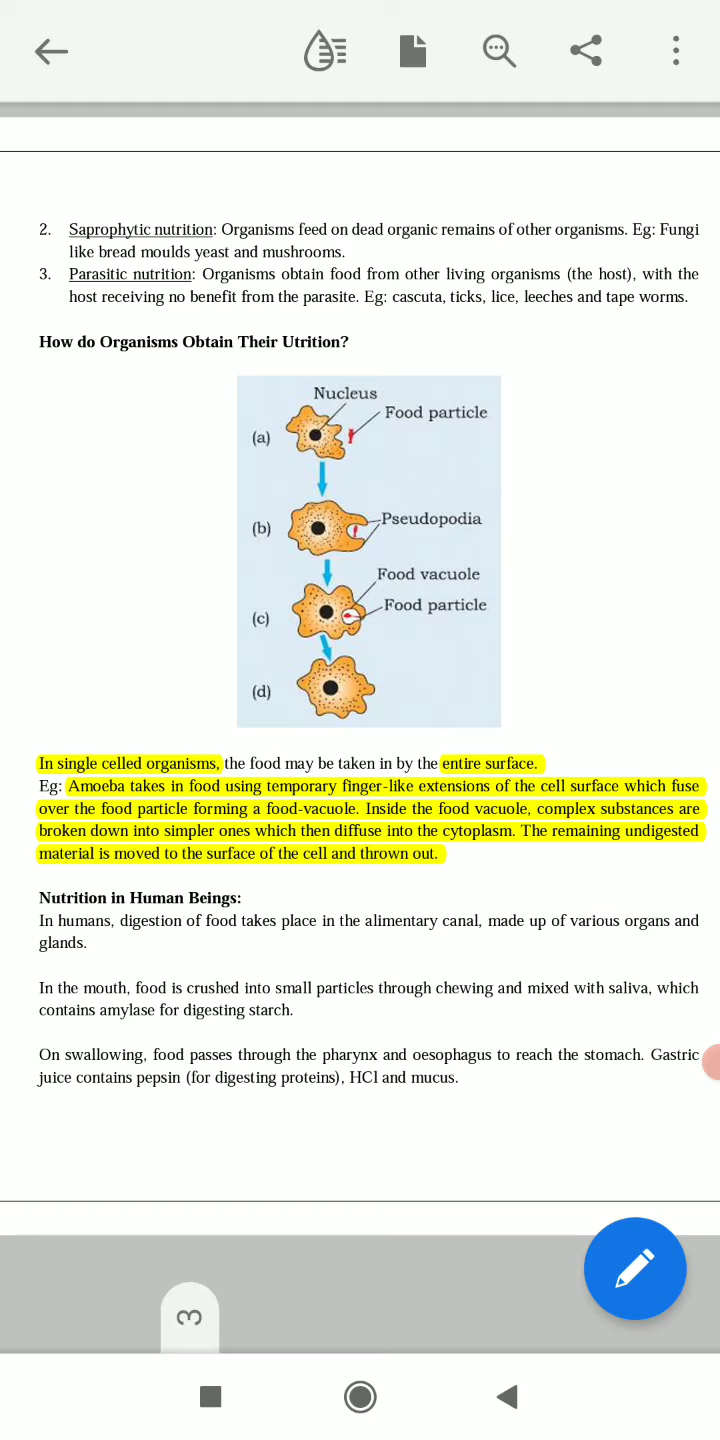 2. Saprophytic nutrition: Organisms feed on dead organic remains of other organisms. Eg: Fungi
like bread moulds yeast and mushrooms.
3. Parasitic nutrition: Organisms obtain food from other living organisms (the host), with the
host receiving no benefit from the parasite. Eg: cascuta, ticks, lice, leeches and tape worms.
How do Organisms Obtain Their Utrition?
Nucleus
Food particle
(a)
Pseudopodia
(b)
Food vacuole
Food particle
(c)
(d)
In single celled organisms, the food may be taken in by the entire surface.
Eg: Amoeba takes in food using temporary finger-like extensions of the cell surface which fuse
over the food particle forming a food-vacuole. Inside the food vacuole, complex substances are
broken down into simpler ones which then diffuse into the cytoplasm. The remaining undigested
material is moved to the surface of the cell and thrown out.
Nutrition in Human Beings:
In humans, digestion of food takes place in the alimentary canal, made up of various organs and
glands.
In the mouth, food is crushed into small particles through chewing and mixed with saliva, which
contains amylase for digesting starch.
On swallowing, food passes through the pharynx and oesophagus to reach the stomach. Gastric
juice contains pepsin (for digesting proteins), HCl and mucus.
3